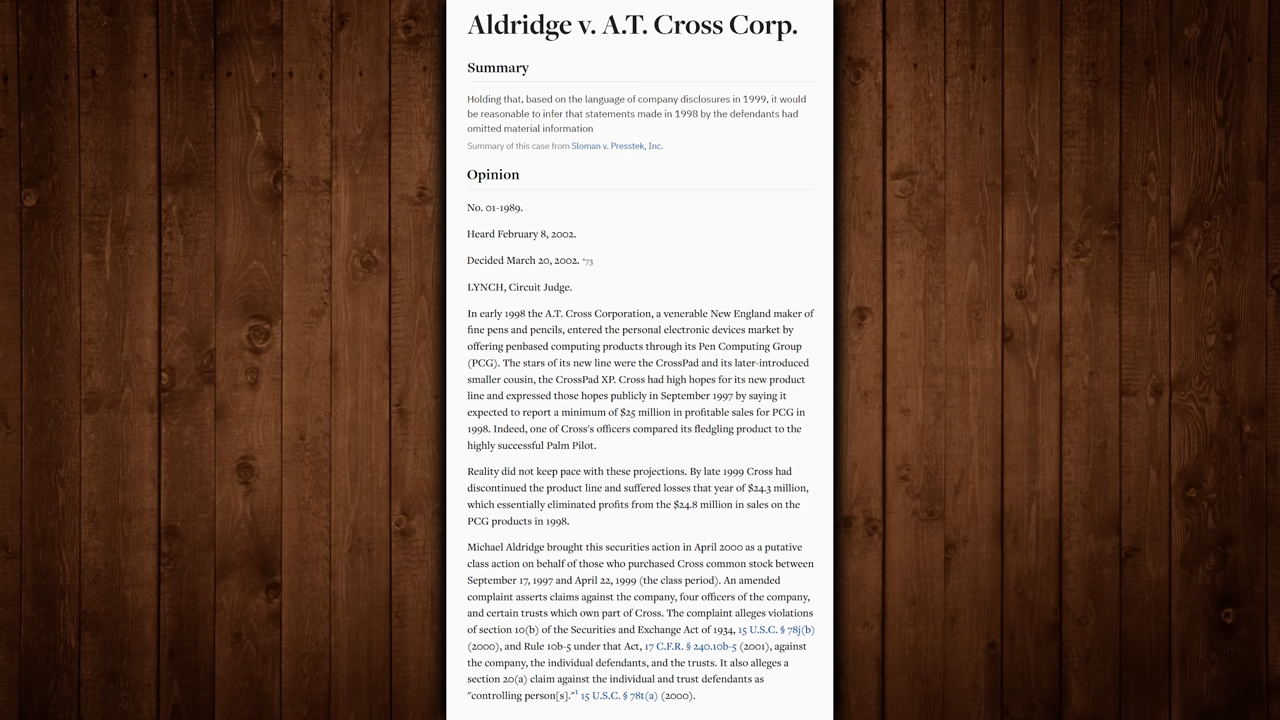 Aldridge v. A.T. Cross Corp.
Summary
Holding that, based on the language of company disclosures in 1999, it would
be reasonable to infer that statements made in 1998 by the defendants had
omitted material information
Summary of this case from Sloman v. Presstek, Inc.
Opinion
No. 01-1989.
Heard February 8, 2002.
Decided March 20, 2002. *73
LYNCH, Circuit Judge.
In early 1998 the A.T. Cross Corporation, a venerable New England maker of
fine pens and pencils, entered the personal electronic devices market by
offering penbased computing products through its Pen Computing Group
(PCG). The stars of its new line were the CrossPad and its later-introduced
smaller cousin, the CrossPad XP. Cross had high hopes for its new product
line and expressed those hopes publicly in September 1997 by saying it
expected to report a minimum of $25 million in profitable sales for PCG in
1998. Indeed, one of Cross's officers compared its fledgling product to the
highly successful Palm Pilot.
Reality did not keep pace with these projections. By late 1999 Cross had
discontinued the product line and suffered losses that year of $24.3 million,
which essentially eliminated profits from the $24.8 million in sales on the
PCG products in 1998.
Michael Aldridge brought this securities action in April 2000 as a putative
class action on behalf of those who purchased Cross common stock between
September 17, 1997 and April 22, 1999 (the class period). An amended
complaint asserts claims against the company, four officers of the company,
and certain trusts which own part of Cross. The complaint alleges violations
of section 10(b) of the Securities and Exchange Act of 1934, 15 U.S.C. § 78j(b)
(2000), and Rule 10b-5 under that Act, 17 C.F.R. § 240.10b-5 (2001), against
the company, the individual defendants, and the trusts. It also alleges a
section 20(a) claim against the individual and trust defendants as
"controlling person[s]."1 15 U.S.C. § 78t(a) (2000).